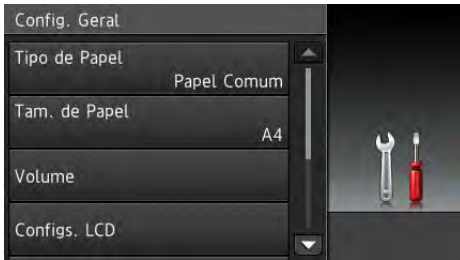 Config. Geral
Tipo de Papel
Papel Comum
Tam. de Papel
A4
Volume
Configs. LCD